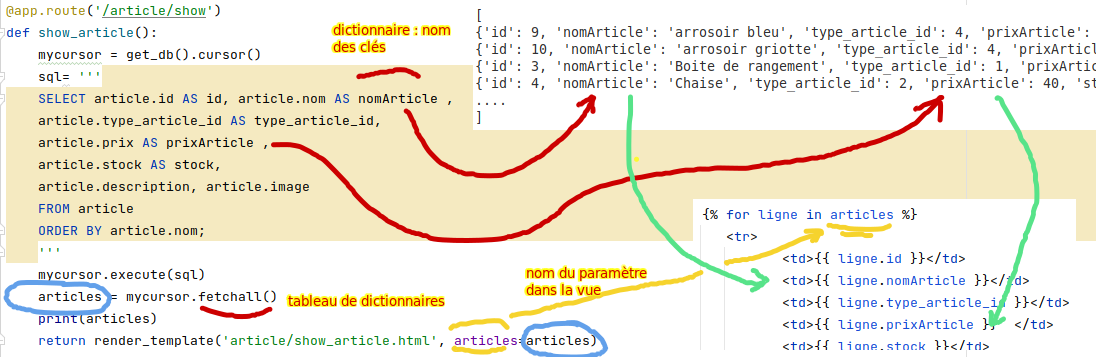 @app.route('/article/show')
def show_article():
mycursor = get_db().cursor()
sql= '''
SELECT article.id AS id, article.nom AS nomArticle ,
article.type_article_id AS type_article_id,
article.prix AS prixArticle ,
article.stock AS stock,
article.description, article.image
FROM article
ORDER BY article.nom;
'''
mycursor.execute(sql)
articles = mycursor.fetchall()
print(articles)
return render_template('article/show_article.html', articles=articles)
dictionnaire : nom
des clés
tableau de dictionnaires
nom du paramètre
dans la vue
[
{'id': 9, 'nomArticle': 'arrosoir bleu', 'type_article_id': 4, 'prixArticle':
{'id': 10, 'nomArticle': 'arrosoir griotte', 'type_article_id': 4, 'prixArticl
{'id': 3, 'nomArticle': 'Boite de rangement', 'type_article_id': 1, 'prixArti
{'id': 4, 'nomArticle': 'Chaise', 'type_article_id': 2, 'prixArticle': 40, 'st
....
]
{% for ligne in articles %}
<tr>
<td>{{ ligne.id }}</td>
<td>{{ ligne.nomArticle }}</td>
<td>{{ ligne.type_article_id }}</td>
<td>{{ ligne.prixArticle }} </td>
<td>{{ ligne.stock }}</td>